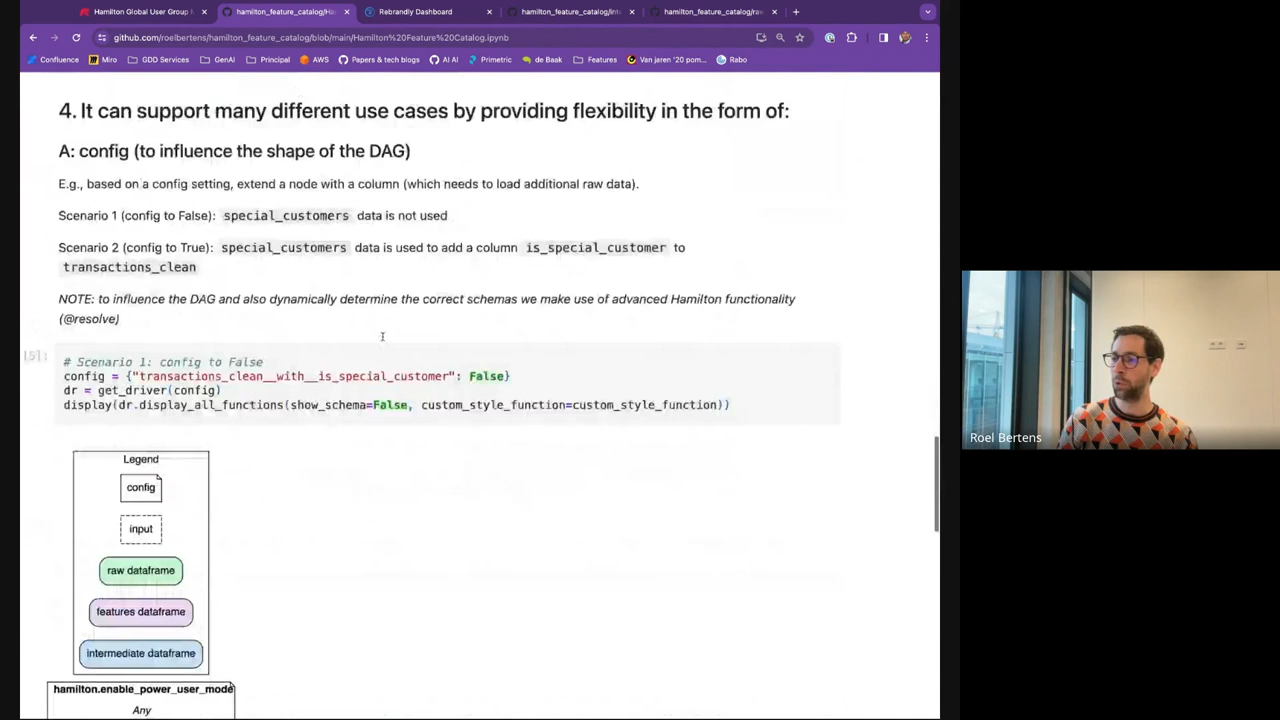 Hamilton Global User Group
hamilton_feature_catalog/Ha
Rebrandly Dashboard
hamilton_feature_catalog/int
hamilton_feature_catalog/raw
github.com/roelbertens/hamilton_feature_catalog/blob/main/Hamilton%20Feature%20Catalog.ipynb
Confluence
Miro
GDD Services
GenAI
Principal
AWS
Papers & tech blogs
AI AI
Primetric
de Baak
Features
Van jaren '20 pom...
Rabo
4. It can support many different use cases by providing flexibility in the form of:
A: config (to influence the shape of the DAG)
E.g., based on a config setting, extend a node with a column (which needs to load additional raw data).
Scenario 1 (config to False): special_customers data is not used
Scenario 2 (config to True): special_customers data is used to add a column is_special_customer to
transactions_clean
NOTE: to influence the DAG and also dynamically determine the correct schemas we make use of advanced Hamilton functionality
(@resolve)
[5]:
# Scenario 1: config to False
config = {"transactions_clean__with__is_special_customer": False}
dr = get_driver(config)
display(dr.display_all_functions(show_schema=False, custom_style_function=custom_style_function))
Legend
config
input
raw dataframe
features dataframe
intermediate dataframe
hamilton.enable_power_user_mode
Any
Roel Bertens